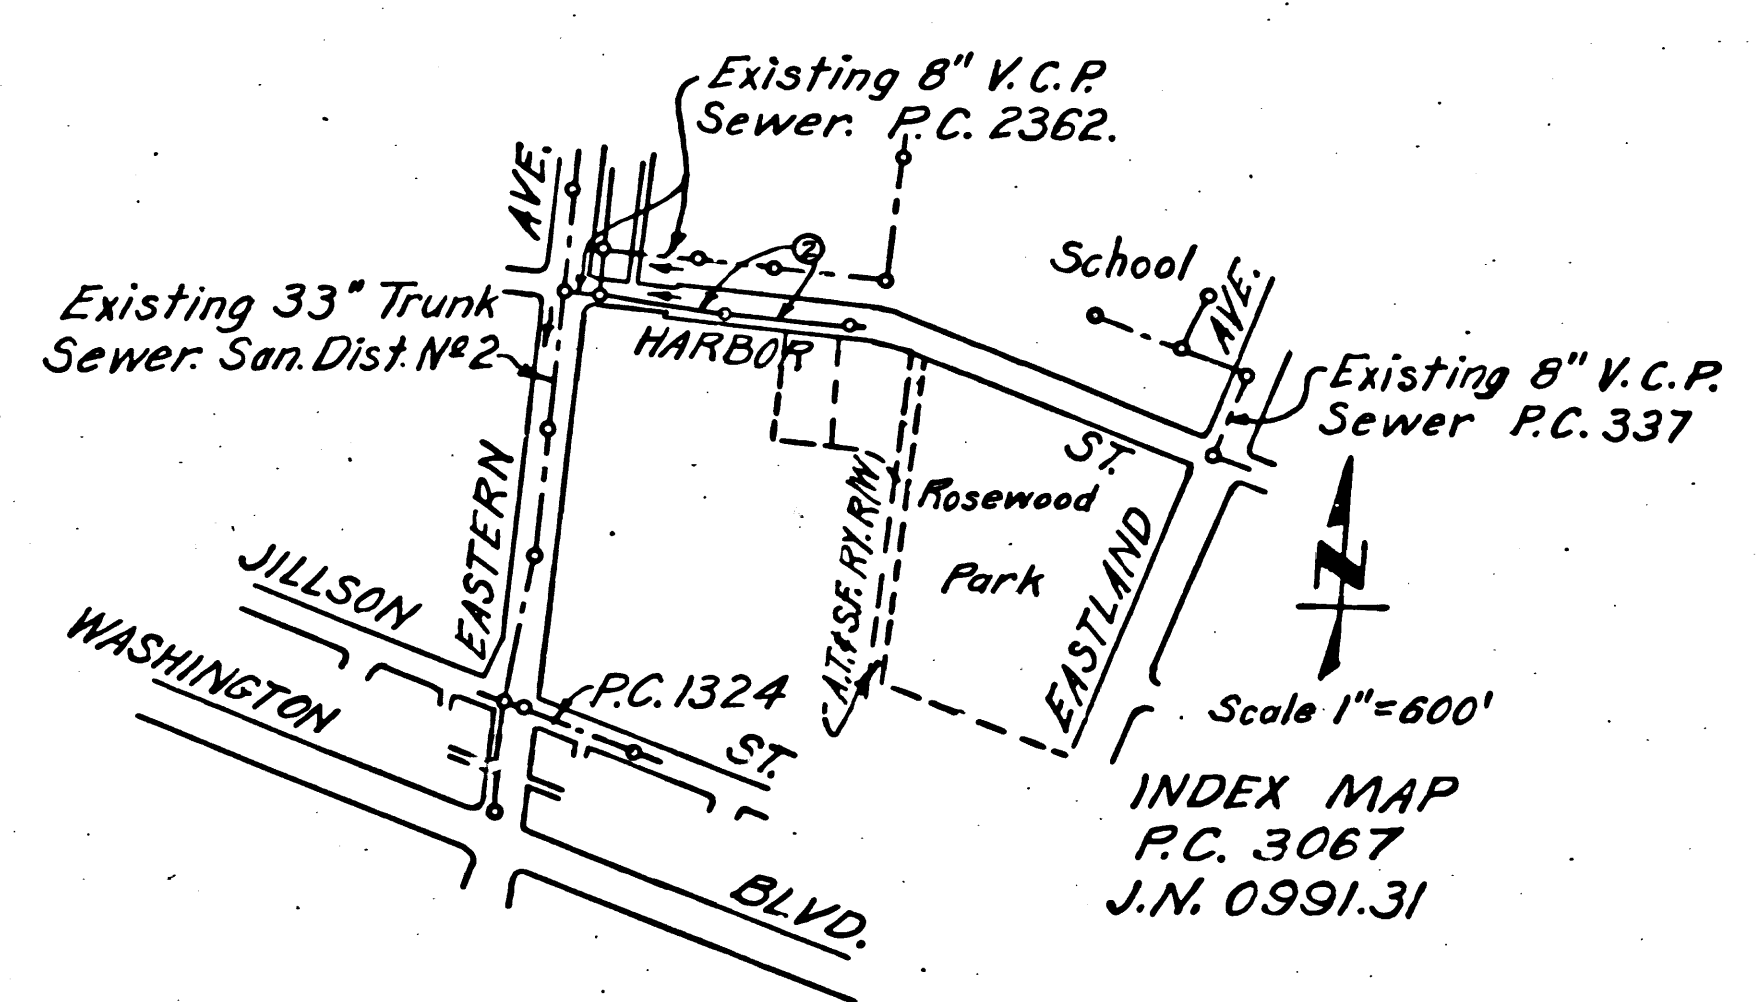 Existing 8" V.C.P.
Sewer. P.C. 2362.
AVE.
2
School
AVE.
Existing 33" Trunk
Sewer. San. Dist. Nº 2
HARBOR
Existing 8" V.C.P.
Sewer P.C. 337
ST.
EASTERN
A.T. & S.F. RY. R/W
Rosewood
Park
EASTLAND
N
JILLSON
WASHINGTON
P.C. 1324
ST.
Scale 1"=600'
INDEX MAP
P.C. 3067
J.N. 0991.31
BLVD.